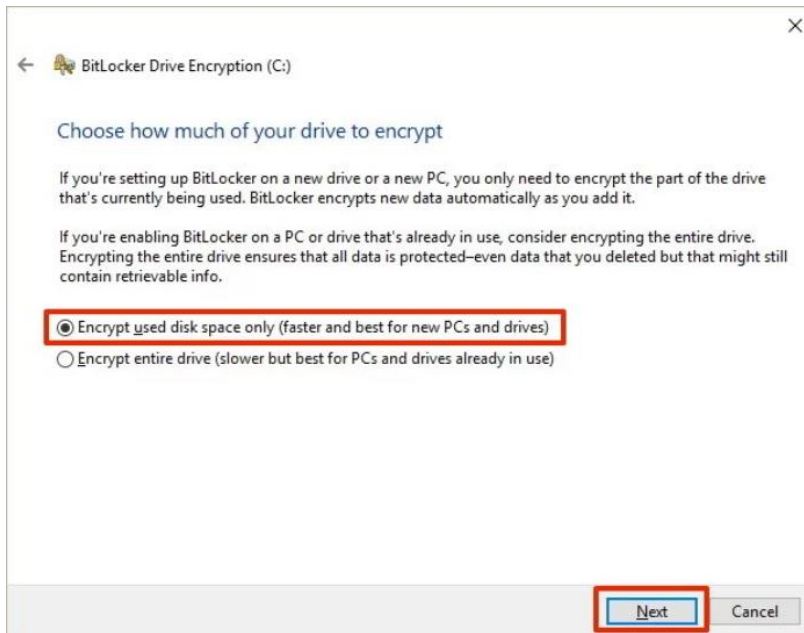 BitLocker Drive Encryption (C:)
Choose how much of your drive to encrypt
If you're setting up BitLocker on a new drive or a new PC, you only need to encrypt the part of the drive
that's currently being used. BitLocker encrypts new data automatically as you add it.
If you're enabling BitLocker on a PC or drive that's already in use, consider encrypting the entire drive.
Encrypting the entire drive ensures that all data is protected–even data that you deleted but that might still
contain retrievable info.
Encrypt used disk space only (faster and best for new PCs and drives)
Encrypt entire drive (slower but best for PCs and drives already in use)
Next Cancel